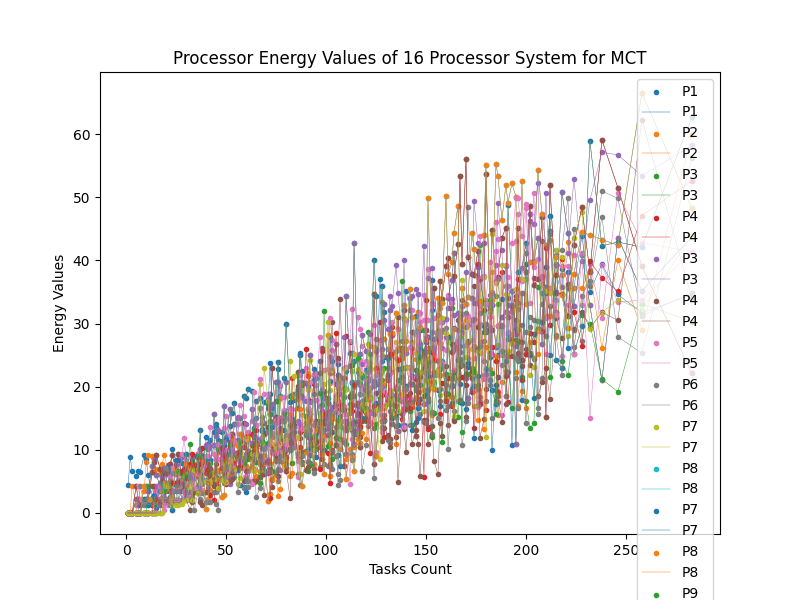 Processor Energy Values of 16 Processor System for MCT
Energy Values
60
50
40
30
20
10
0
0
50
100
150
200
250
Tasks Count
P1
P1
P2
P2
P3
P3
P4
P4
P3
P3
P4
P4
P5
P5
P6
P6
P7
P7
P8
P8
P7
P7
P8
P8
P9